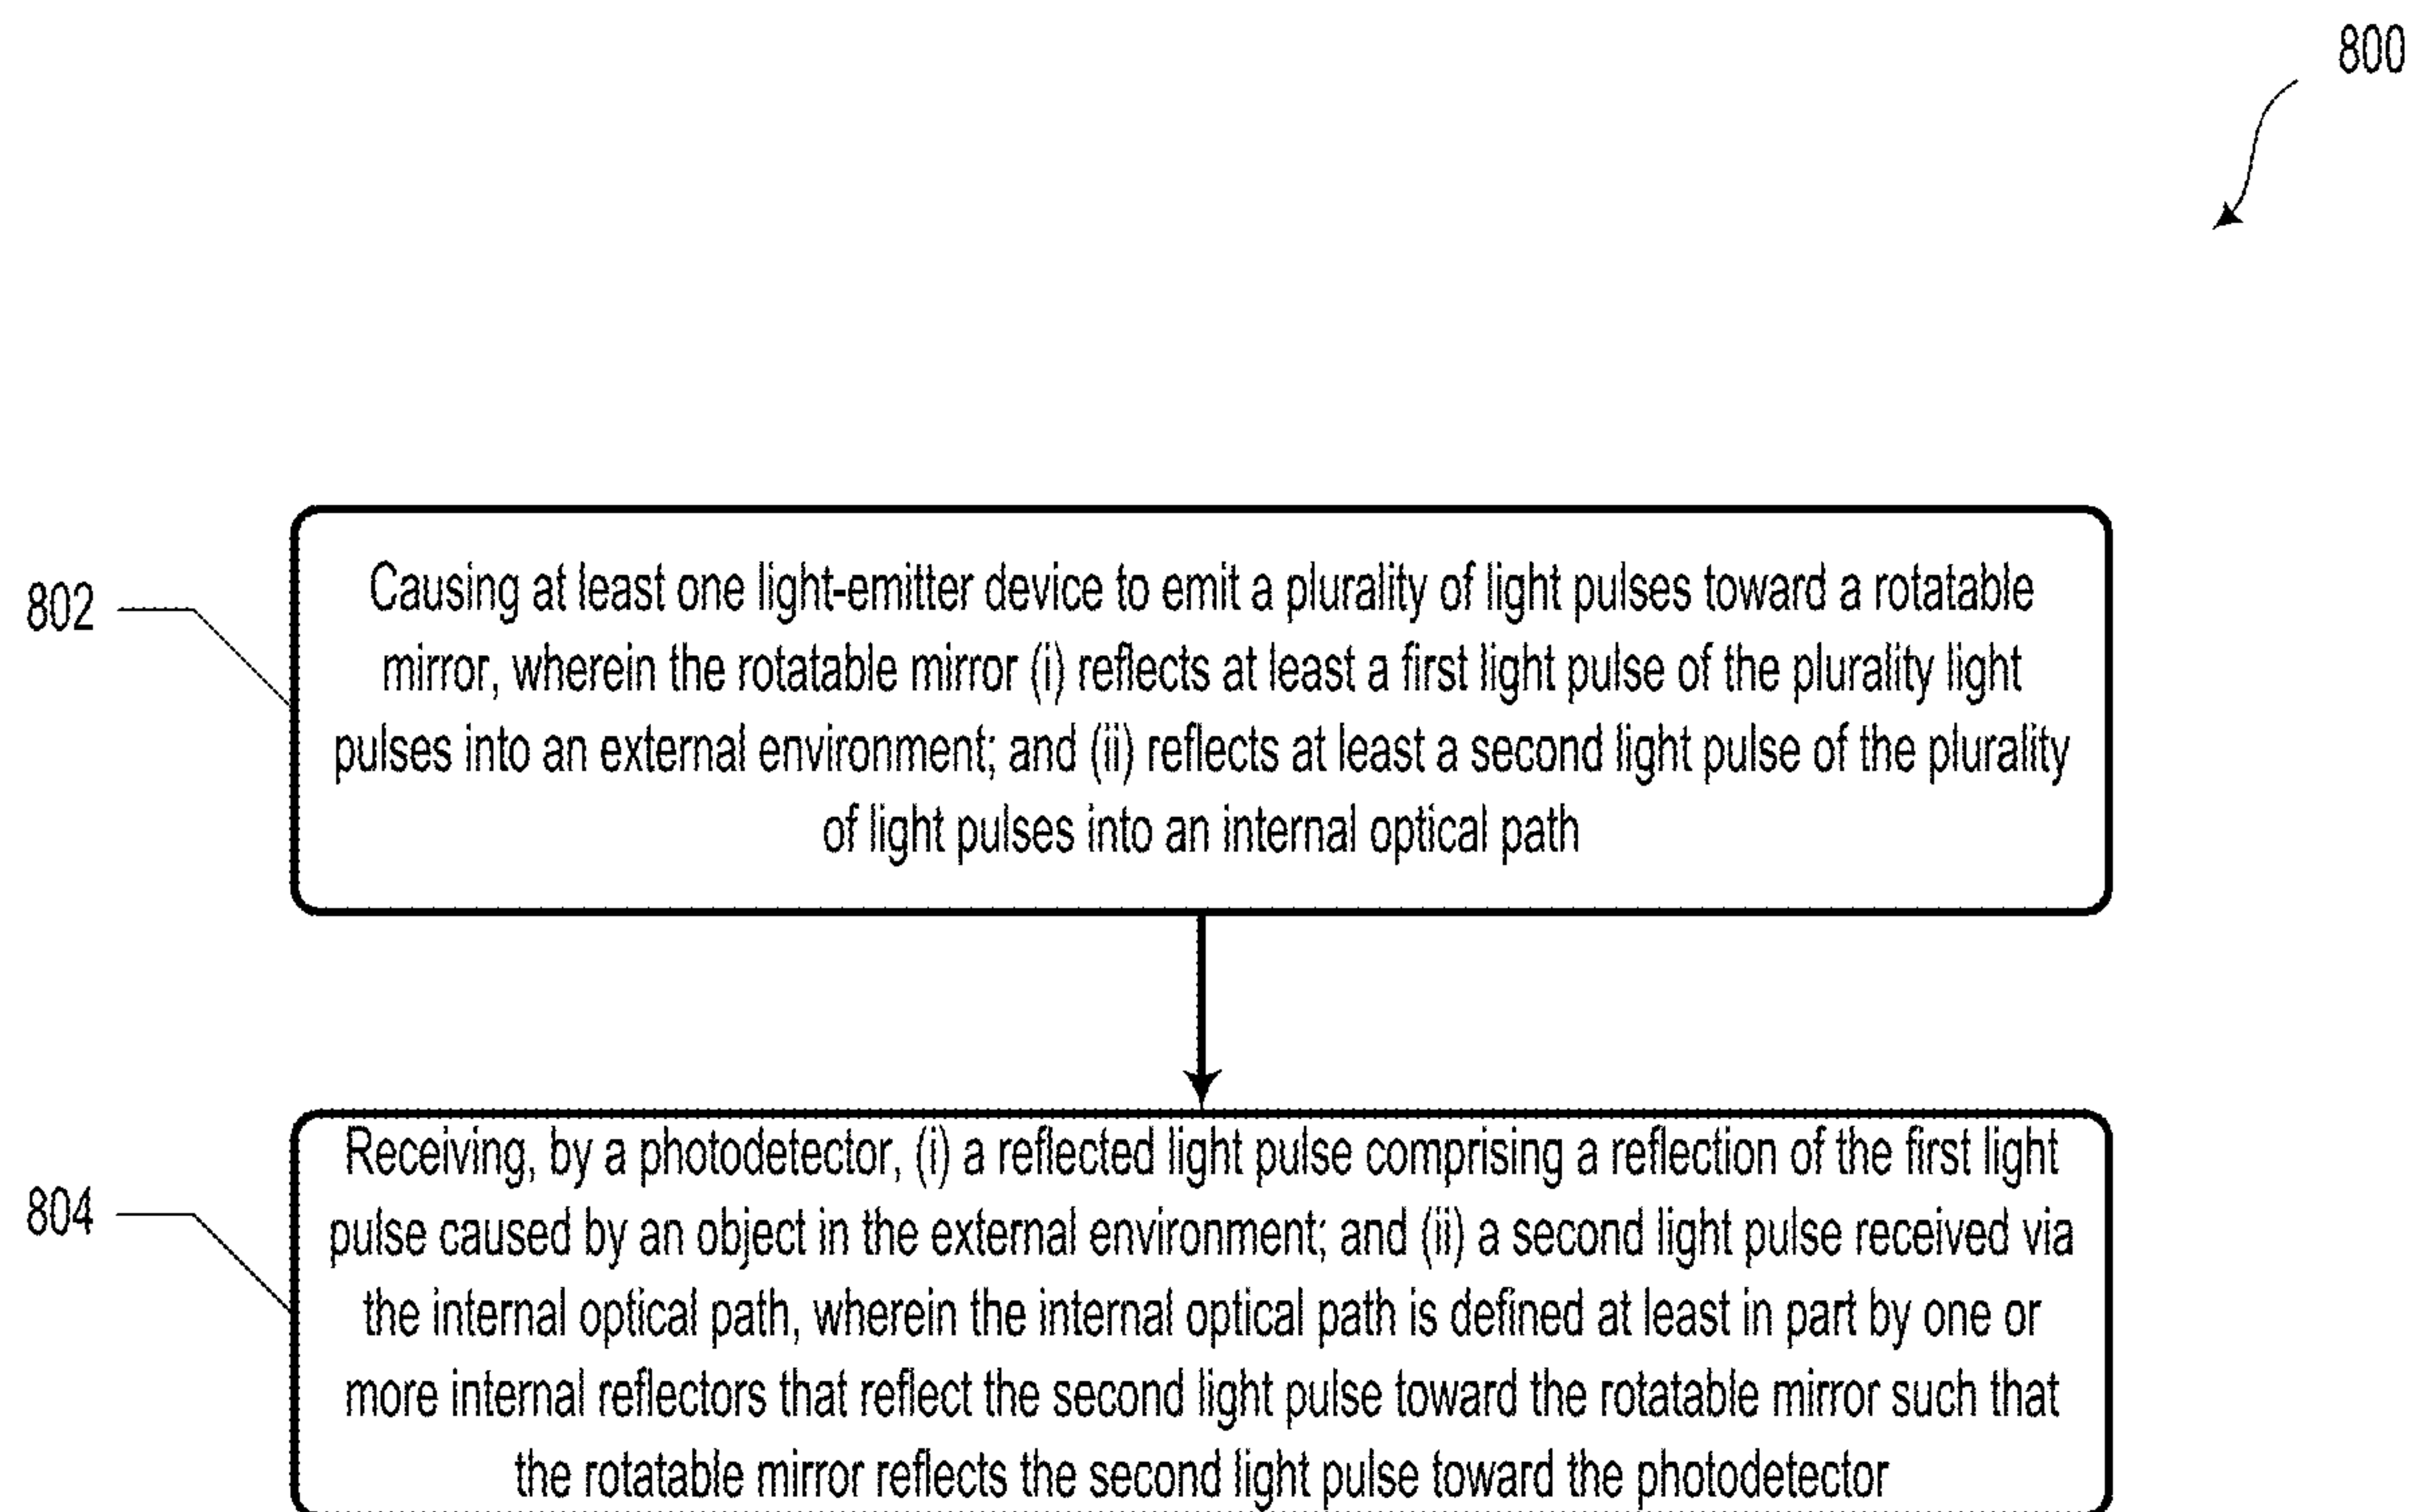 800
802
Causing at least one light-emitter device to emit a plurality of light pulses toward a rotatable
mirror, wherein the rotatable mirror (i) reflects at least a first light pulse of the plurality light
pulses into an external environment; and (ii) reflects at least a second light pulse of the plurality
of light pulses into an internal optical path
804
Receiving, by a photodetector, (i) a reflected light pulse comprising a reflection of the first light
pulse caused by an object in the external environment; and (ii) a second light pulse received via
the internal optical path, wherein the internal optical path is defined at least in part by one or
more internal reflectors that reflect the second light pulse toward the rotatable mirror such that
the rotatable mirror reflects the second light pulse toward the photodetector